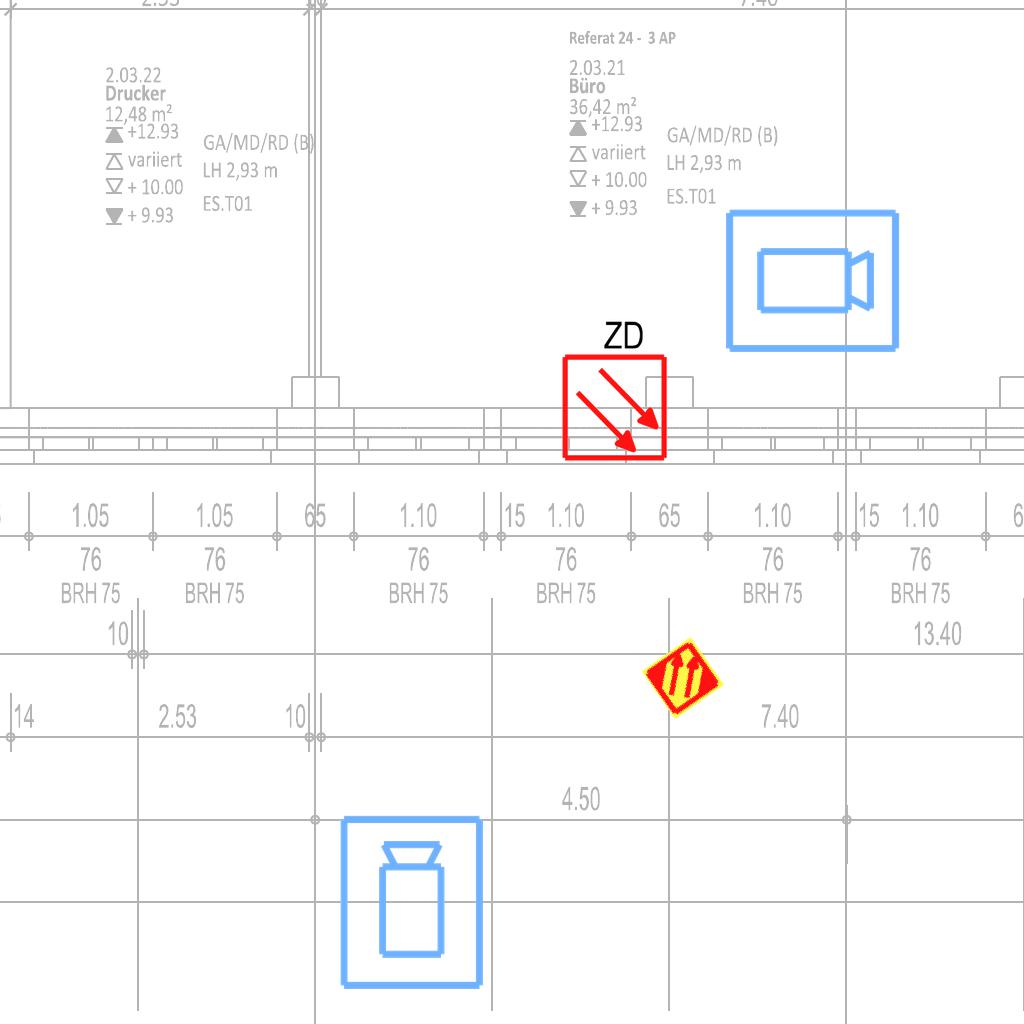 2.53
10
7.40
Referat 24 - 3 AP
2.03.22
Drucker
12,48 m²
+12.93
variiert
+ 10.00
+ 9.93
GA/MD/RD (B)
LH 2,93 m
ES.T01
2.03.21
Büro
36,42 m²
+12.93
variiert
+ 10.00
+ 9.93
GA/MD/RD (B)
LH 2,93 m
ES.T01
ZD
1.05 1.05 65 1.10 15 1.10 65 1.10 15 1.10
76 76 76 76 76 76
BRH 75 BRH 75 BRH 75 BRH 75 BRH 75 BRH 75
10 13.40
14 2.53 10 7.40
4.50